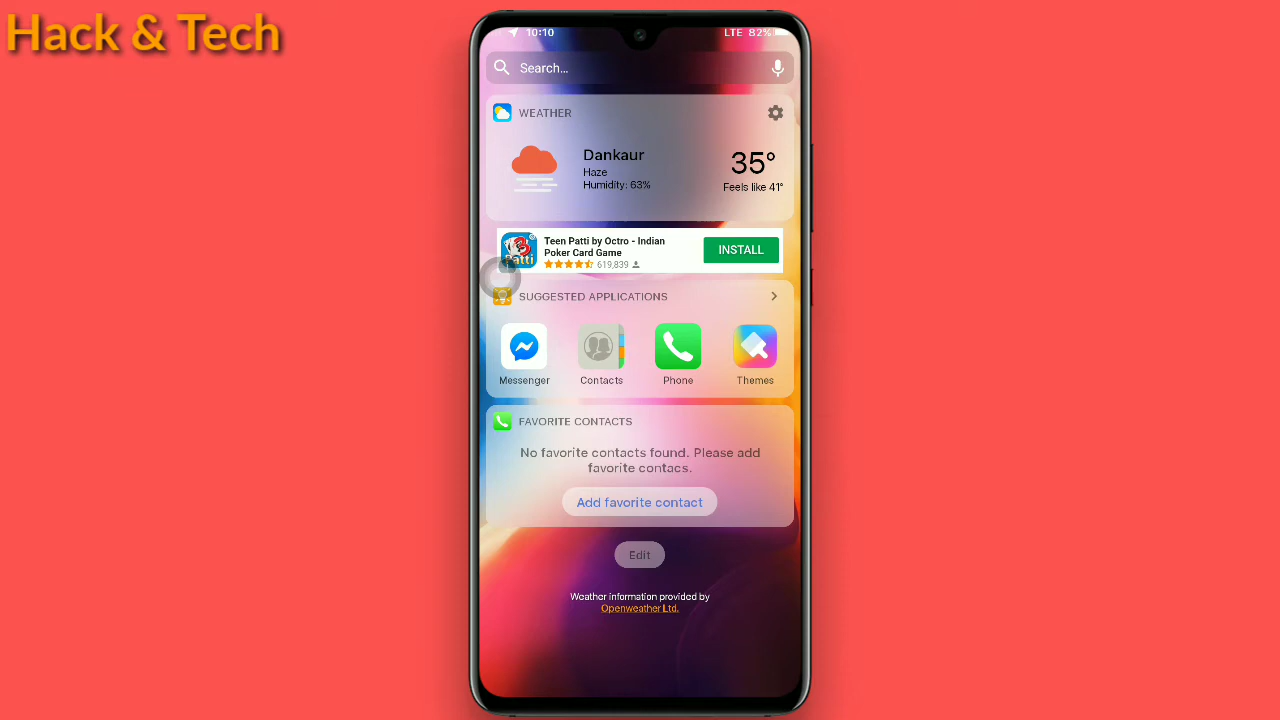 Hack & Tech
10:10
LTE 82%
Search...
WEATHER
Dankaur
Haze
Humidity: 63%
35°
Feels like 41°
Teen Patti by Octro - Indian
Poker Card Game
619,839
INSTALL
Patti
SUGGESTED APPLICATIONS
Messenger
Contacts
Phone
Themes
FAVORITE CONTACTS
No favorite contacts found. Please add
favorite contacs.
Add favorite contact
Edit
Weather information provided by
Openweather Ltd.